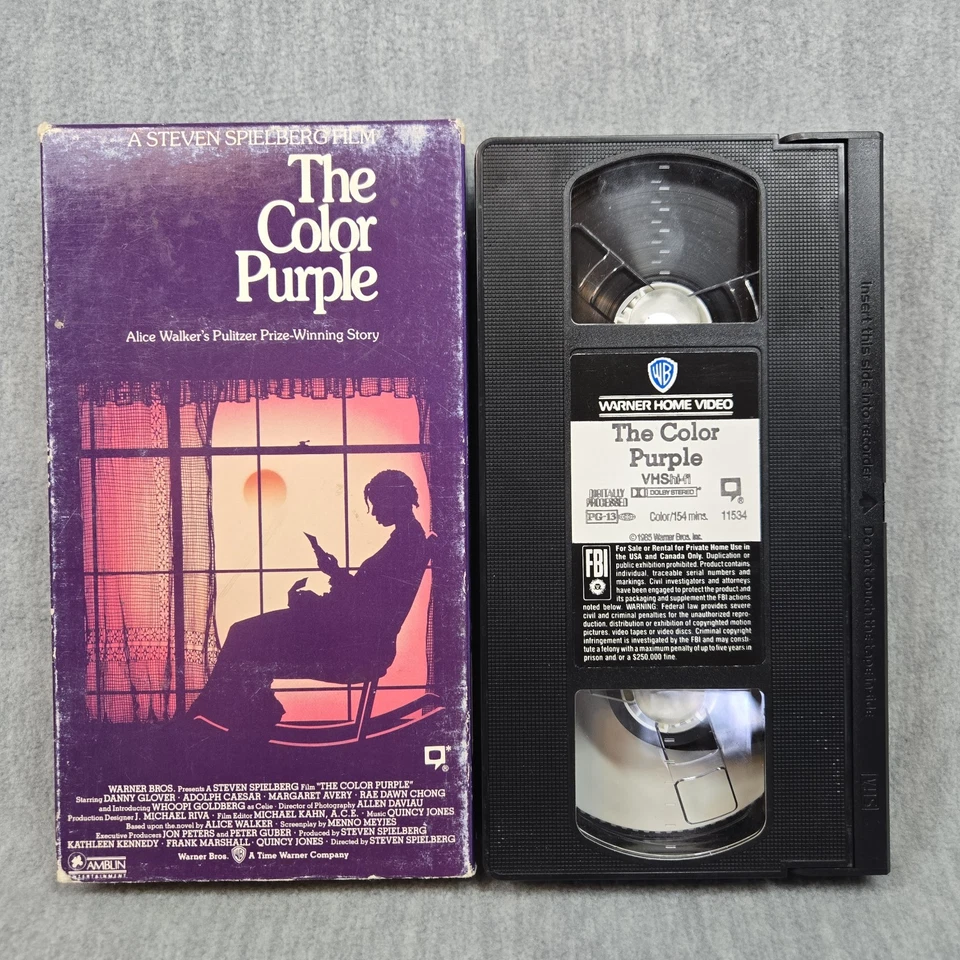 A STEVEN SPIELBERG FILM
The
Color
Purple
Alice Walker's Pulitzer Prize-Winning Story
WARNER BROS. Presents A STEVEN SPIELBERG Film "THE COLOR PURPLE"
Starring DANNY GLOVER · ADOLPH CAESAR · MARGARET AVERY · RAE DAWN CHONG
and Introducing WHOOPI GOLDBERG as Celie · Director of Photography ALLEN DAVIAU
Production Designer J. MICHAEL RIVA · Film Editor MICHAEL KAHN, A.C.E. · Music QUINCY JONES
Based upon the novel by ALICE WALKER · Screenplay by MENNO MEYJES
Executive Producers JON PETERS and PETER GUBER · Produced by STEVEN SPIELBERG
KATHLEEN KENNEDY · FRANK MARSHALL · QUINCY JONES · Directed by STEVEN SPIELBERG
Warner Bros. WB A Time Warner Company
AMBLIN
ENTERTAINMENT
WB
WARNER HOME VIDEO
The Color
Purple
VHS hi-fi
DIGITALLY
PROCESSED
DOLBY STEREO
PG-13
Color/154 mins. 11534
©1985 Warner Bros. Inc.
FBI
For Sale or Rental for Private Home Use in
the USA and Canada Only. Duplication or
public exhibition prohibited. Product contains
individual, traceable serial numbers and
markings. Civil investigators and attorneys
have been engaged to protect the product and
its packaging and supplement the FBI actions
noted below. WARNING: Federal law provides severe
civil and criminal penalties for the unauthorized repro-
duction, distribution or exhibition of copyrighted motion
pictures, video tapes or video discs. Criminal copyright
infringement is investigated by the FBI and may consti-
tute a felony with a maximum penalty of up to five years in
prison and/or a $250,000 fine.
Insert this side into recorder ▲ Do not touch the tape inside
VHS